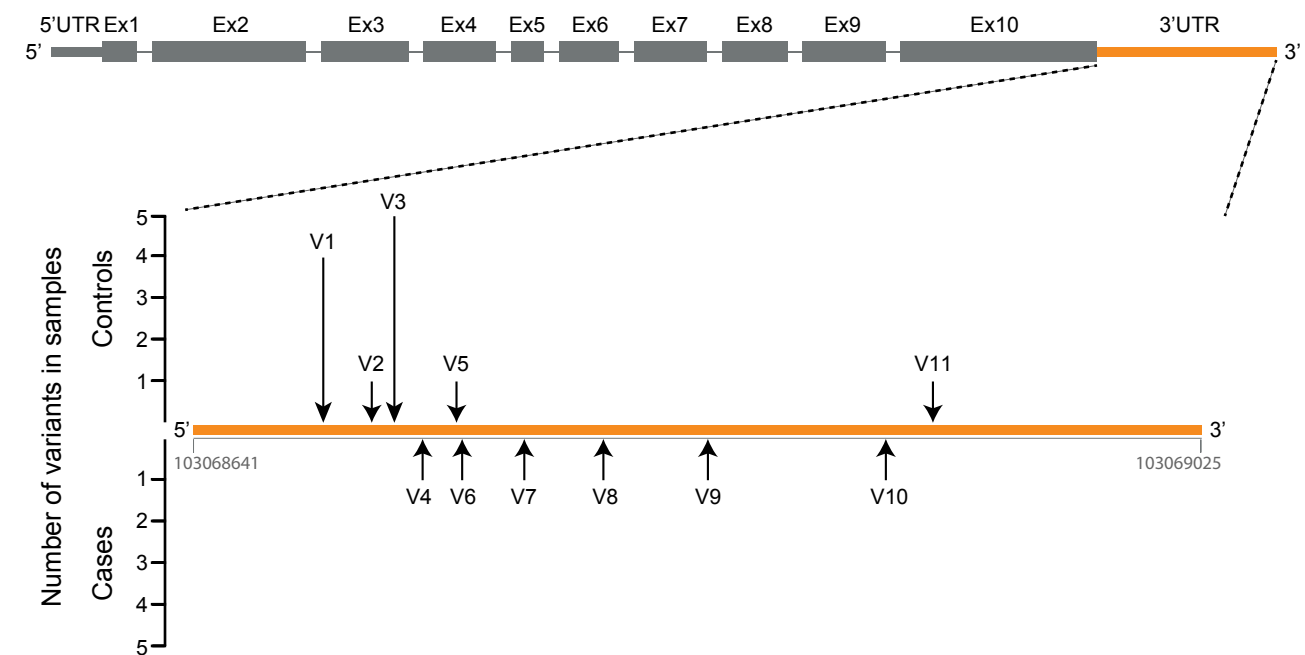 5'UTR Ex1 Ex2 Ex3 Ex4 Ex5 Ex6 Ex7 Ex8 Ex9 Ex10 3'UTR
5' 3'
Number of variants in samples
Controls
Cases
5
4
3
2
1
V1
V3
V2
V5
V11
5' 3'
103068641 103069025
V4 V6 V7 V8 V9 V10
1
2
3
4
5